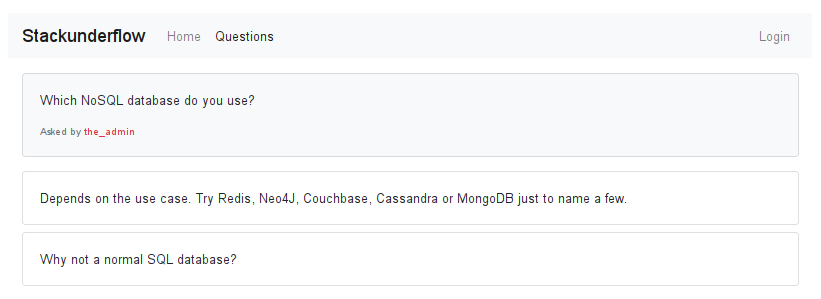 Stackunderflow Home Questions Login
Which NoSQL database do you use?
Asked by the_admin
Depends on the use case. Try Redis, Neo4J, Couchbase, Cassandra or MongoDB just to name a few.
Why not a normal SQL database?